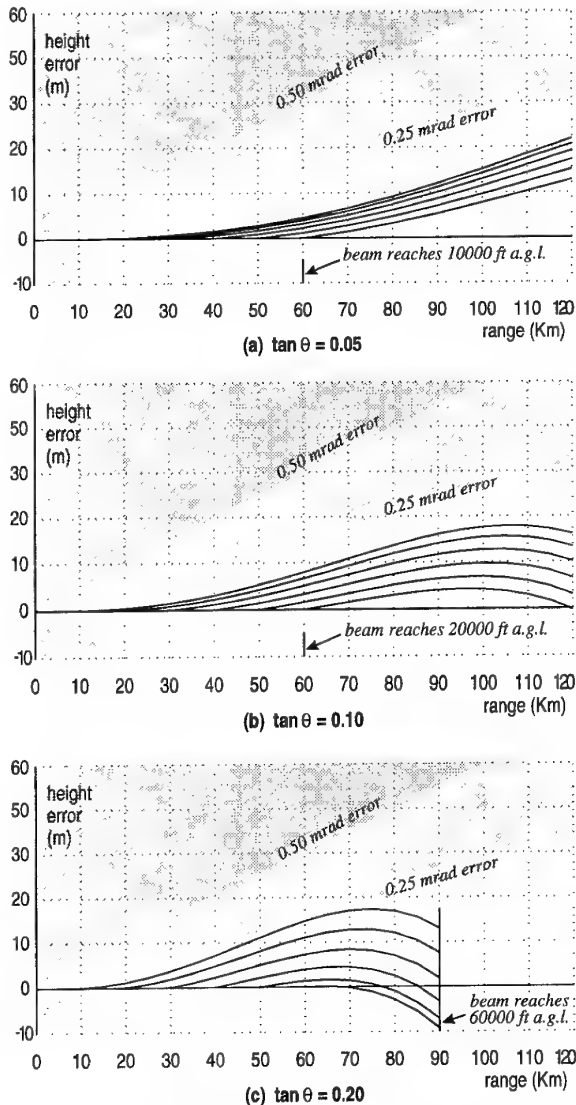 60
height
error
(m)
50
40
30
20
10
0
-10
0.50 mrad error
0.25 mrad error
beam reaches 10000 ft a.g.l.
0 10 20 30 40 50 60 70 80 90 100 110 120
range (Km)
(a) tan θ = 0.05
60
height
error
(m)
50
40
30
20
10
0
-10
0.50 mrad error
0.25 mrad error
beam reaches 20000 ft a.g.l.
0 10 20 30 40 50 60 70 80 90 100 110 120
range (Km)
(b) tan θ = 0.10
60
height
error
(m)
50
40
30
20
10
0
-10
0.50 mrad error
0.25 mrad error
beam reaches
60000 ft a.g.l.
0 10 20 30 40 50 60 70 80 90 100 110 120
range (Km)
(c) tan θ = 0.20